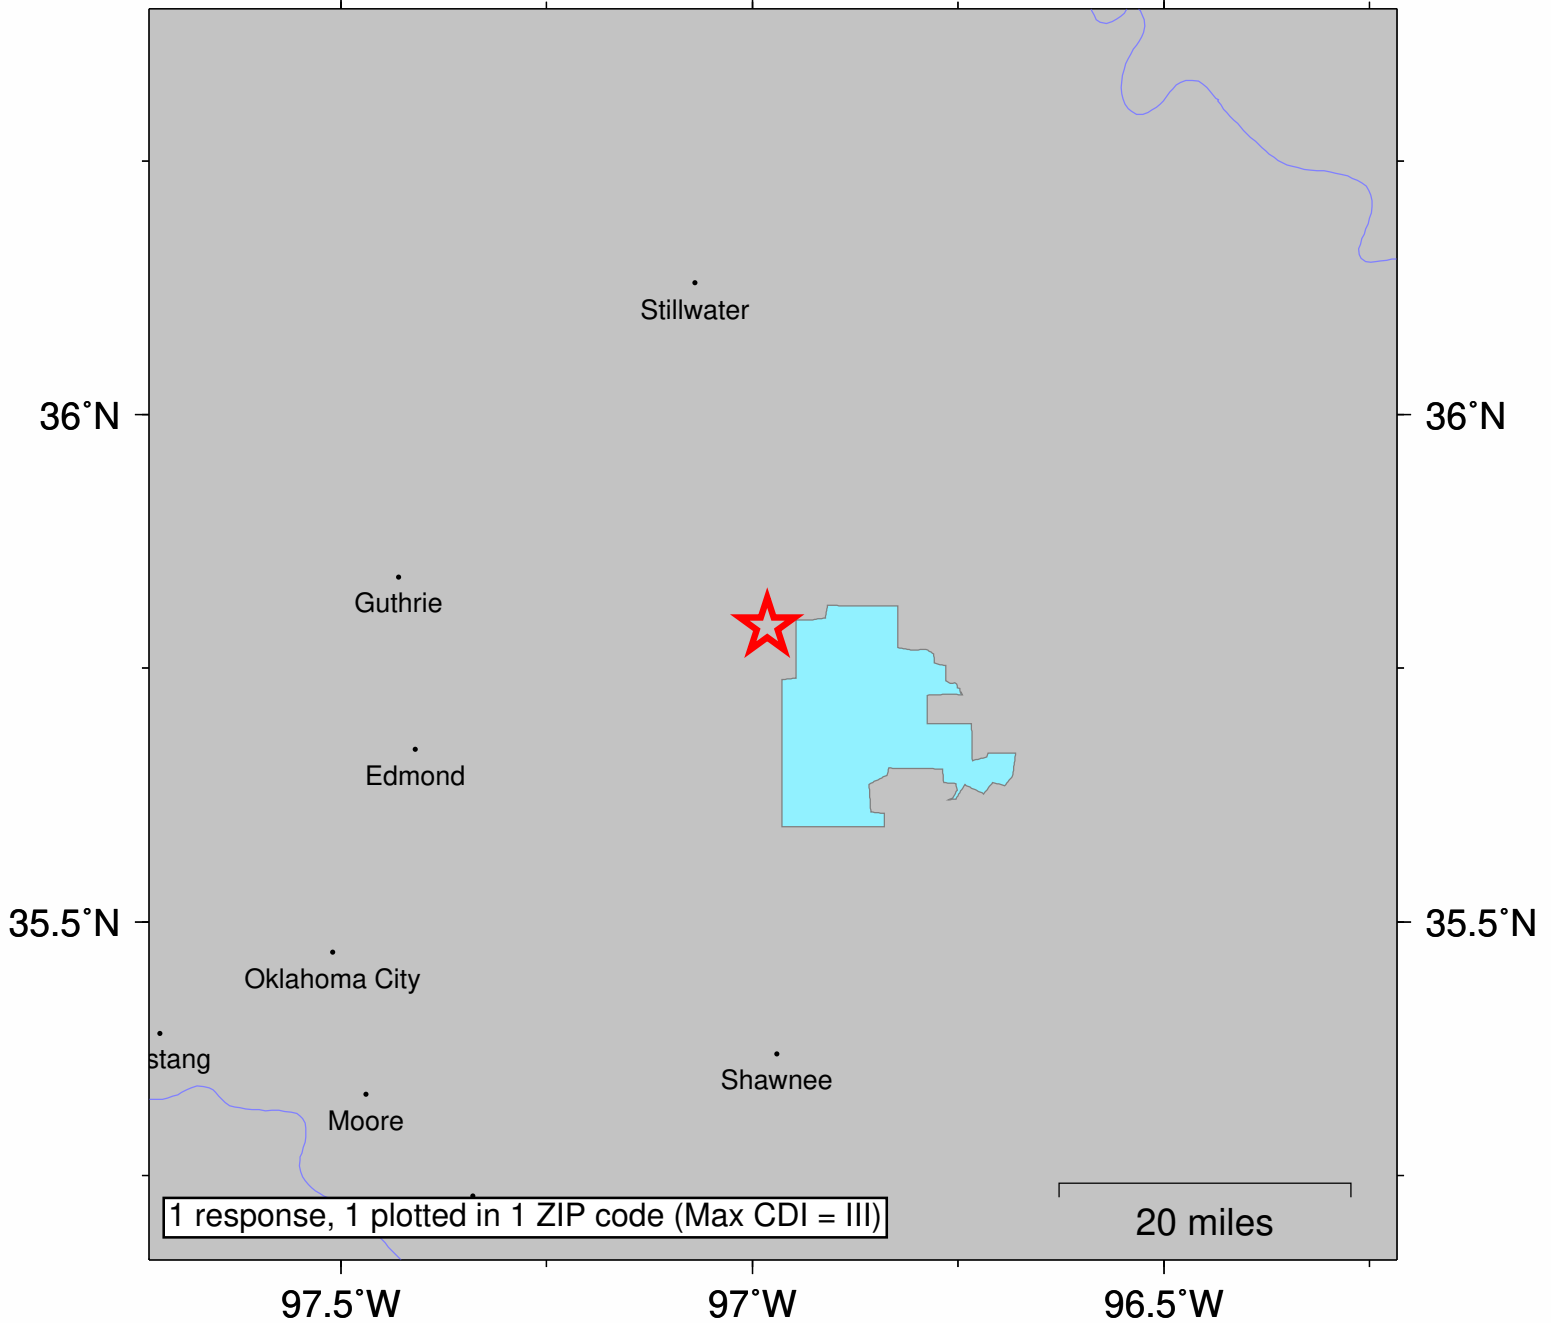 Stillwater
36°N
36°N
Guthrie
Edmond
35.5°N
35.5°N
Oklahoma City
stang
Shawnee
Moore
1 response, 1 plotted in 1 ZIP code (Max CDI = III)
20 miles
97.5°W
97°W
96.5°W